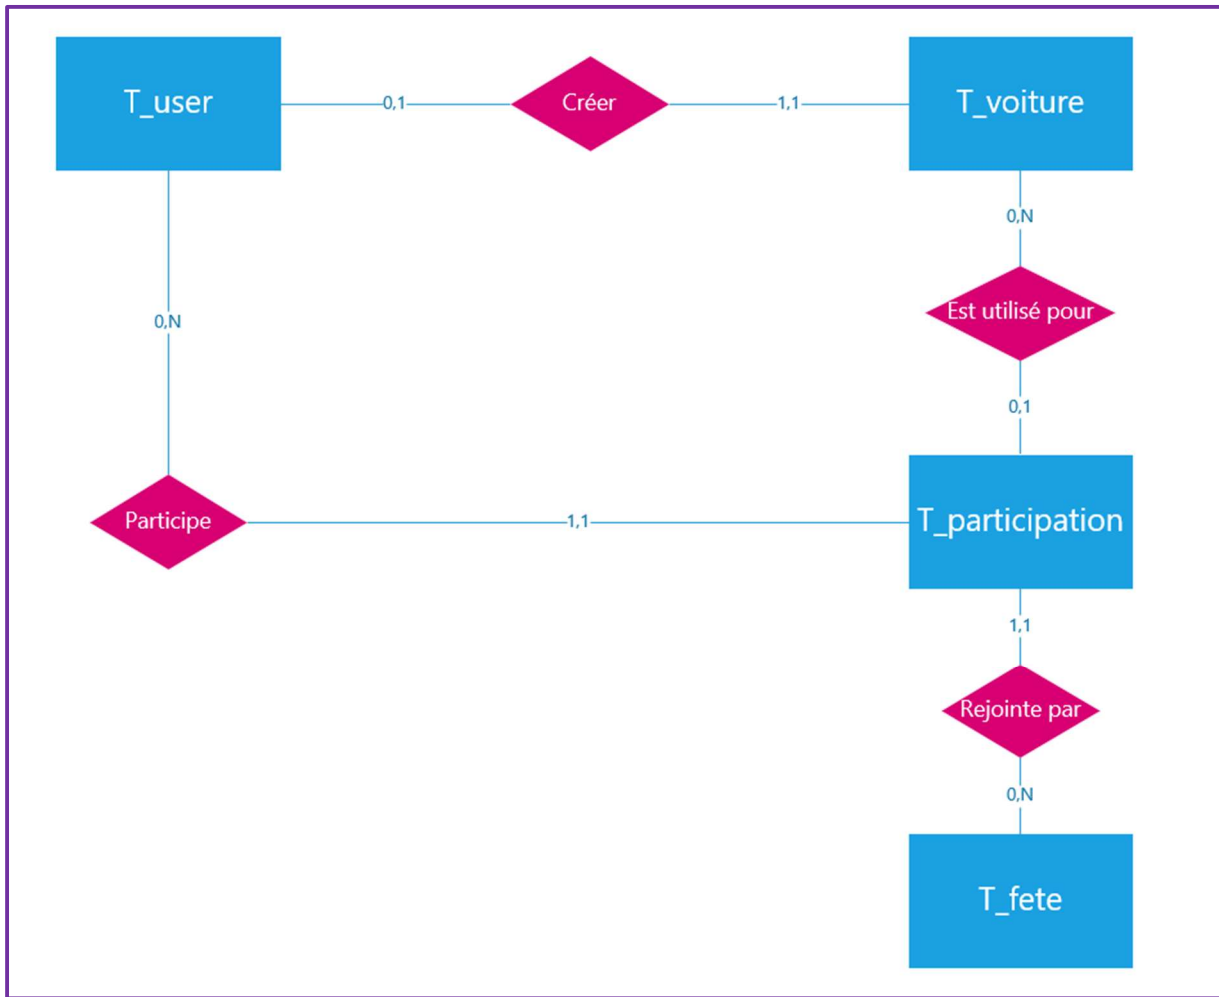 T_user
0,1
Créer
1,1
T_voiture
0,N
0,N
Est utilisé pour
0,1
Participe
1,1
T_participation
1,1
Rejointe par
0,N
T_fete